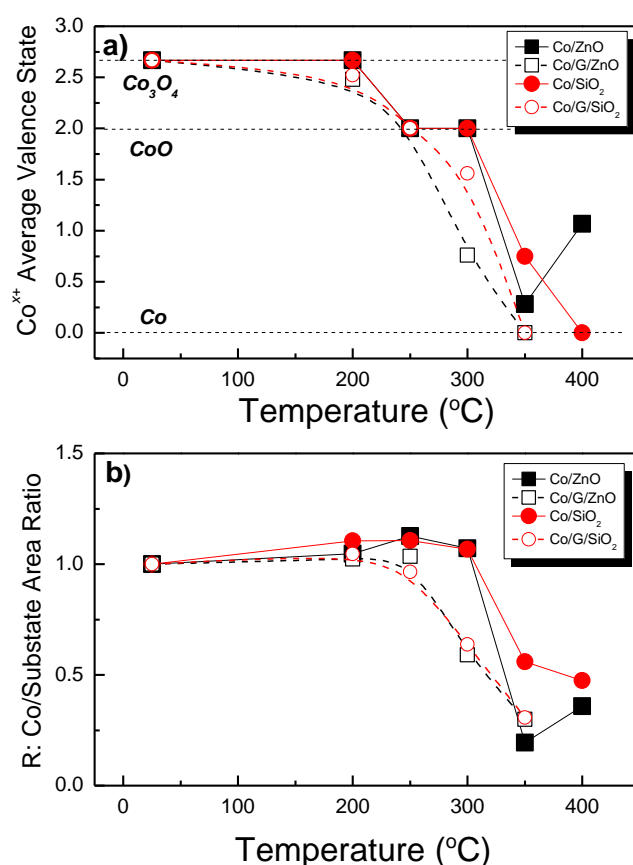 a)
Co/ZnO
Co/G/ZnO
Co/SiO2
Co/G/SiO2
Co3O4
CoO
Co
Co^x+ Average Valence State
3.0
2.5
2.0
1.5
1.0
0.5
0.0
0 100 200 300 400
Temperature (°C)
b)
Co/ZnO
Co/G/ZnO
Co/SiO2
Co/G/SiO2
R: Co/Substate Area Ratio
1.5
1.0
0.5
0.0
0 100 200 300 400
Temperature (°C)